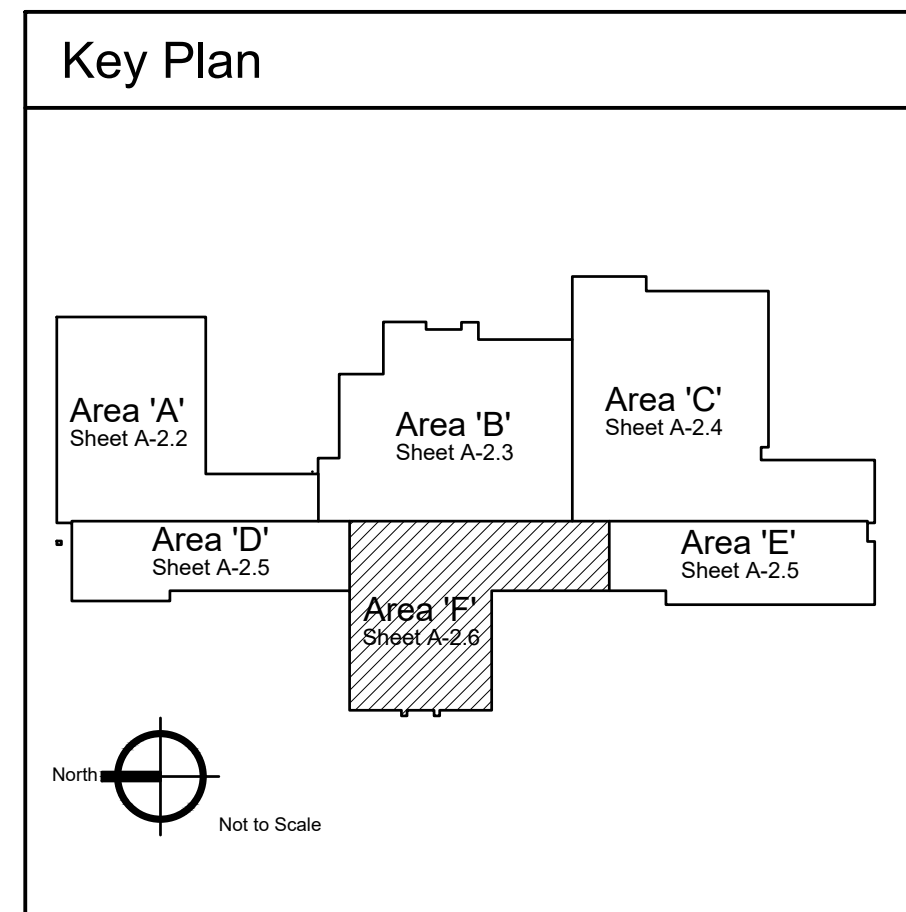 Key Plan
Area 'A'
Sheet A-2.2
Area 'B'
Sheet A-2.3
Area 'C'
Sheet A-2.4
Area 'D'
Sheet A-2.5
Area 'E'
Sheet A-2.5
Area 'F'
Sheet A-2.6
North
Not to Scale